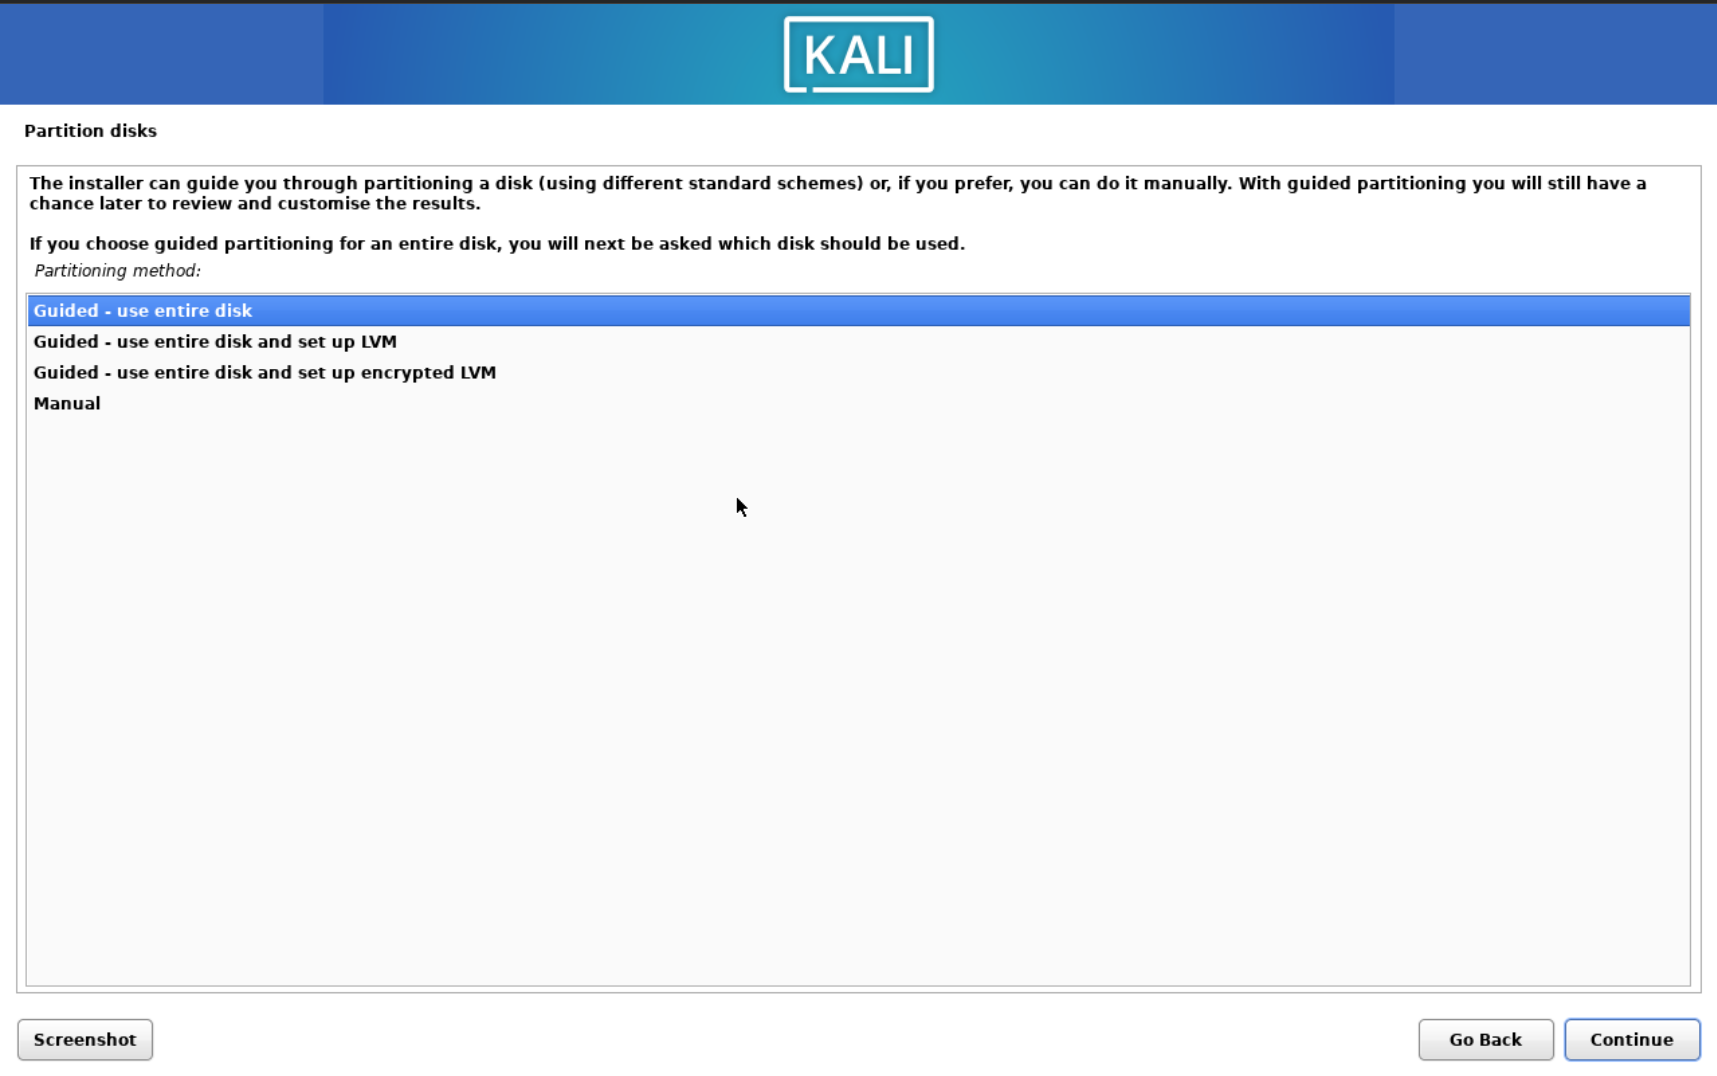 KALI
Partition disks
The installer can guide you through partitioning a disk (using different standard schemes) or, if you prefer, you can do it manually. With guided partitioning you will still have a
chance later to review and customise the results.
If you choose guided partitioning for an entire disk, you will next be asked which disk should be used.
Partitioning method:
Guided - use entire disk
Guided - use entire disk and set up LVM
Guided - use entire disk and set up encrypted LVM
Manual
Screenshot
Go Back
Continue